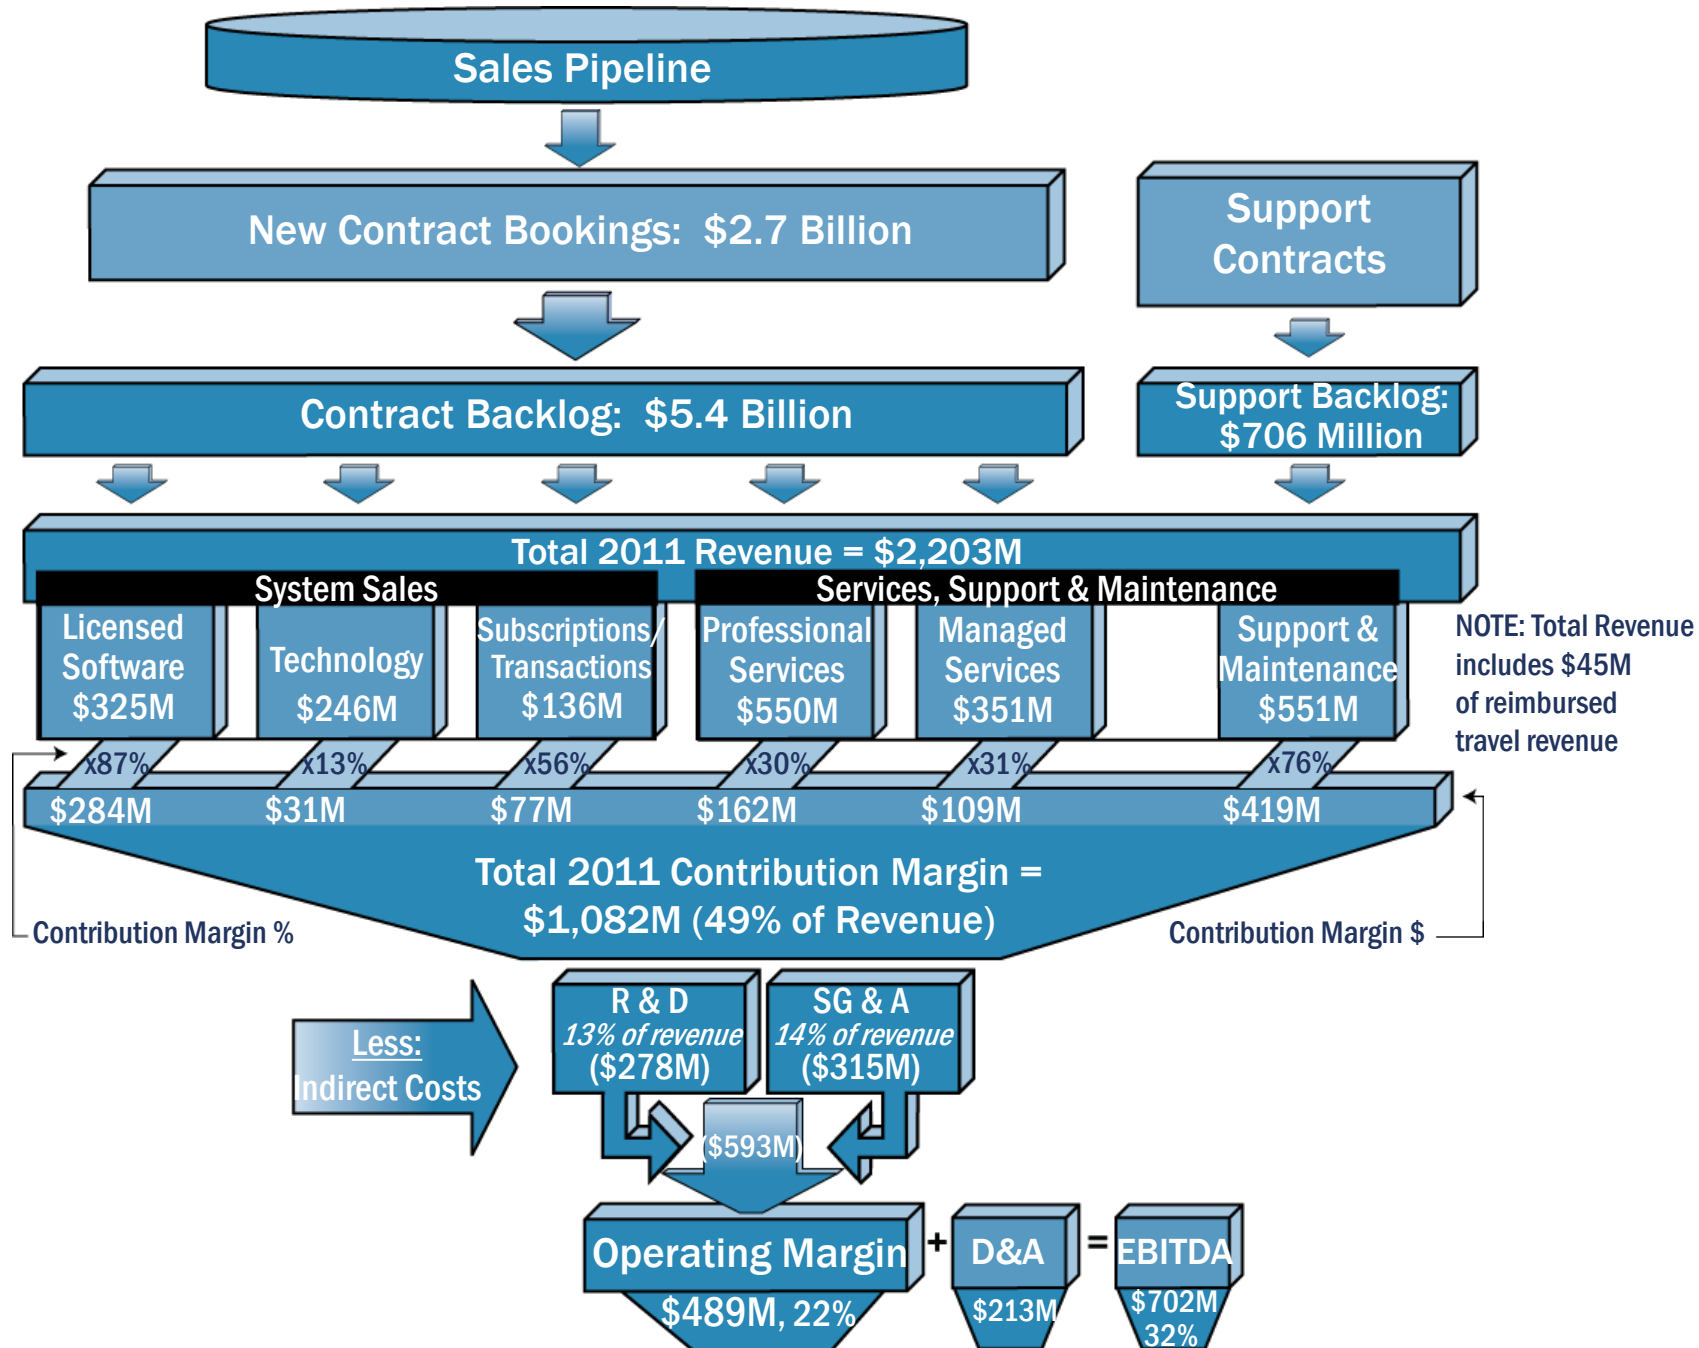 Sales Pipeline
New Contract Bookings:  $2.7 Billion
Support
Contracts
Contract Backlog:  $5.4 Billion
Support Backlog:
$706 Million
Total 2011 Revenue = $2,203M
System Sales
Services, Support & Maintenance
Licensed
Software
$325M
Technology
$246M
Subscriptions/
Transactions
$136M
Professional
Services
$550M
Managed
Services
$351M
Support &
Maintenance
$551M
NOTE: Total Revenue
includes $45M
of reimbursed
travel revenue
x87%
x13%
x56%
x30%
x31%
x76%
$284M
$31M
$77M
$162M
$109M
$419M
Total 2011 Contribution Margin =
$1,082M (49% of Revenue)
Contribution Margin %
Contribution Margin $
Less:
Indirect Costs
R & D
13% of revenue
($278M)
SG & A
14% of revenue
($315M)
($593M)
Operating Margin
$489M, 22%
+
D&A
$213M
=
EBITDA
$702M
32%